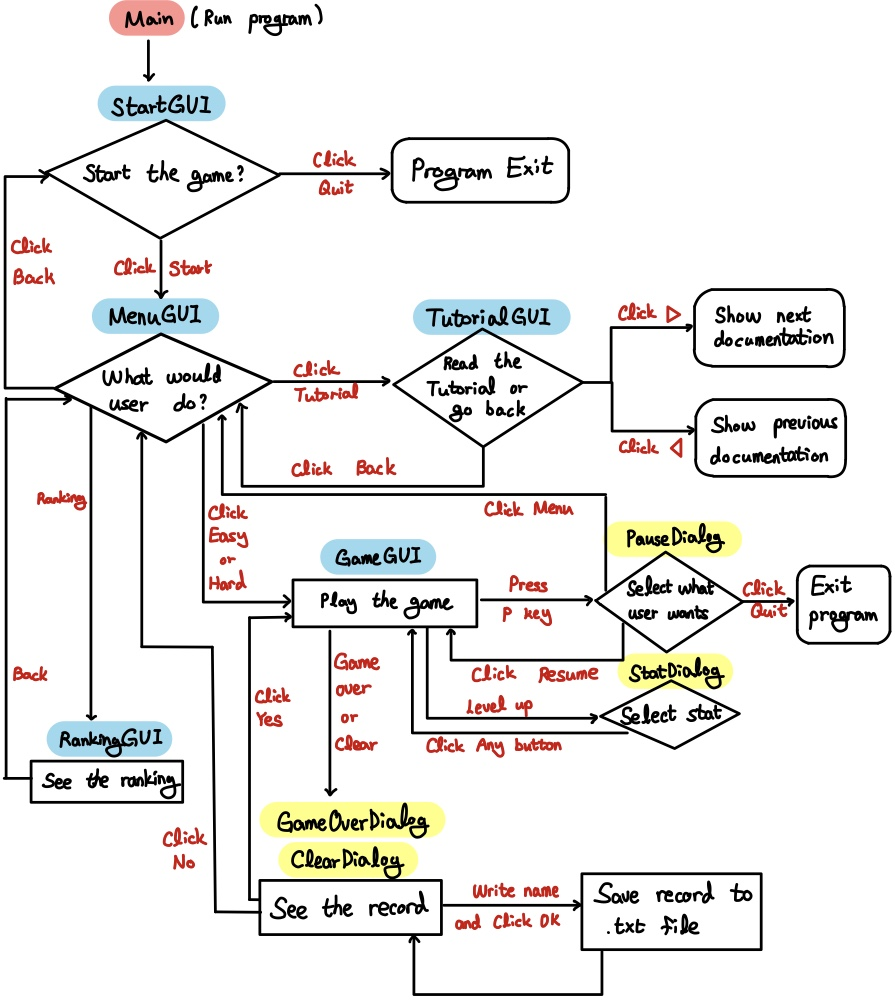 Main (Run program)
StartGUI
Start the game?
Click
Quit
Program Exit
Click
Back
Click Start
MenuGUI
What would
user do?
Click
Tutorial
TutorialGUI
Read the
Tutorial or
go back
Click ▷
Show next
documentation
Click ◁
Show previous
documentation
Click Back
Click Menu
Ranking
Click
Easy
or
Hard
GameGUI
Play the game
Press
P key
PauseDialog
Select what
user wants
Click
Quit
Exit
program
Click Resume
StatDialog
Select stat
Level up
Click Any button
Game
over
or
Clear
Click
Yes
Back
RankingGUI
See the ranking
Click
No
GameOverDialog
ClearDialog
See the record
Write name
and Click OK
Save record to
.txt file